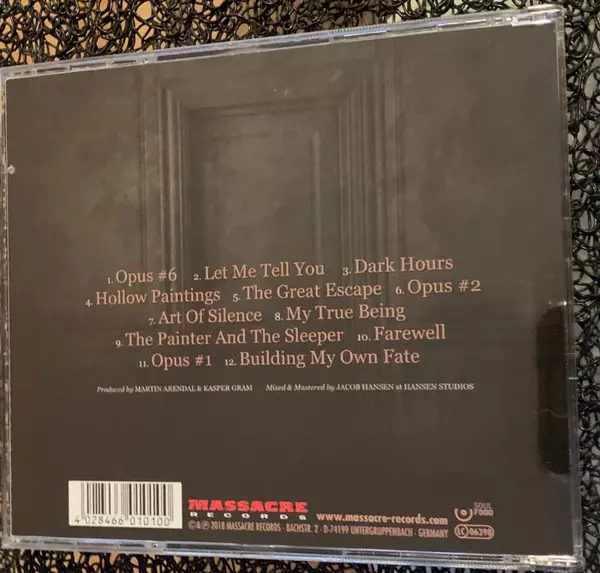 1. Opus #6 2. Let Me Tell You 3. Dark Hours
4. Hollow Paintings 5. The Great Escape 6. Opus #2
7. Art Of Silence 8. My True Being
9. The Painter And The Sleeper 10. Farewell
11. Opus #1 12. Building My Own Fate
Produced by MARTIN ARENDAL & KASPER GRAM Mixed & Mastered by JACOB HANSEN at HANSEN STUDIOS
4 028466 010100
MASSACRE
RECORDS
www.massacre-records.com
©&℗ 2018 MASSACRE RECORDS · BACHSTR. 2 · D-74199 UNTERGRUPPENBACH · GERMANY
SOUL
FOOD
LC 06398